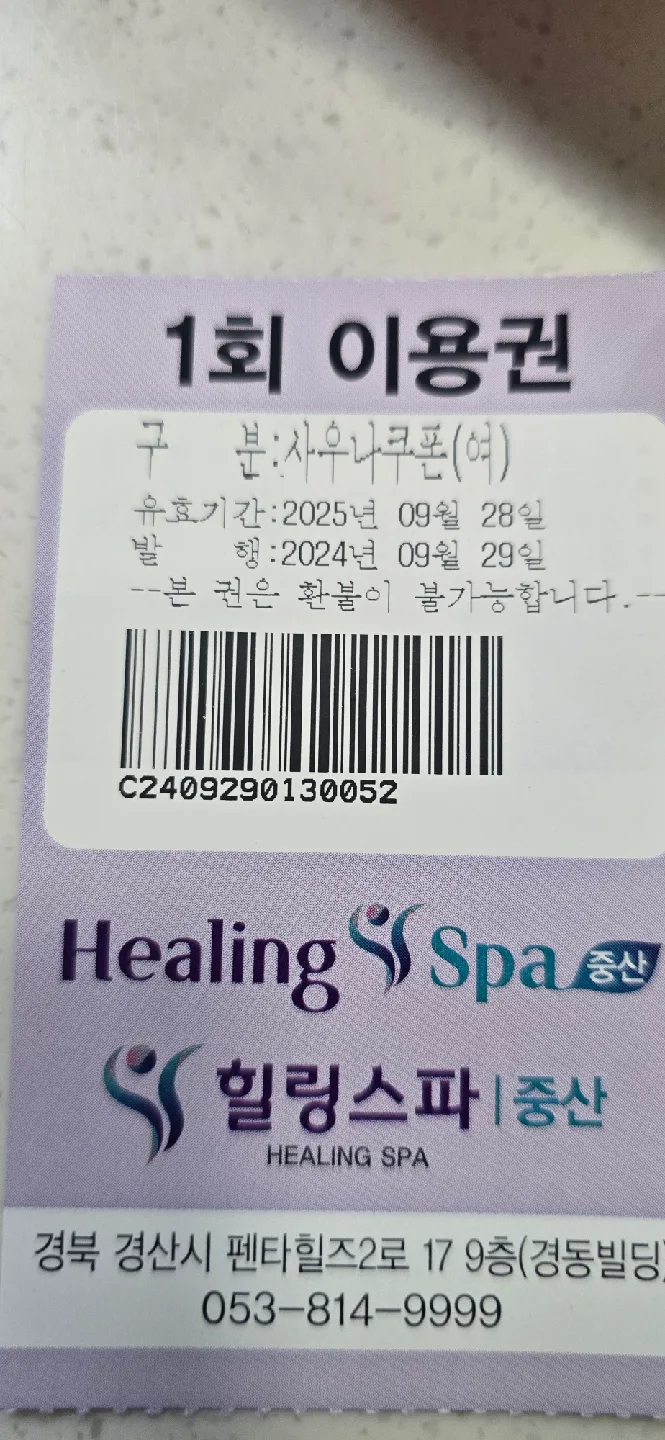 1회 이용권
구 분:사우나쿠폰(여)
유효기간:2025년 09월 28일
발 행:2024년 09월 29일
--본 권은 환불이 불가능합니다.--
C2409290130052
Healing Spa 중산
힐링스파 | 중산
HEALING SPA
경북 경산시 펜타힐즈2로 17 9층(경동빌딩)
053-814-9999